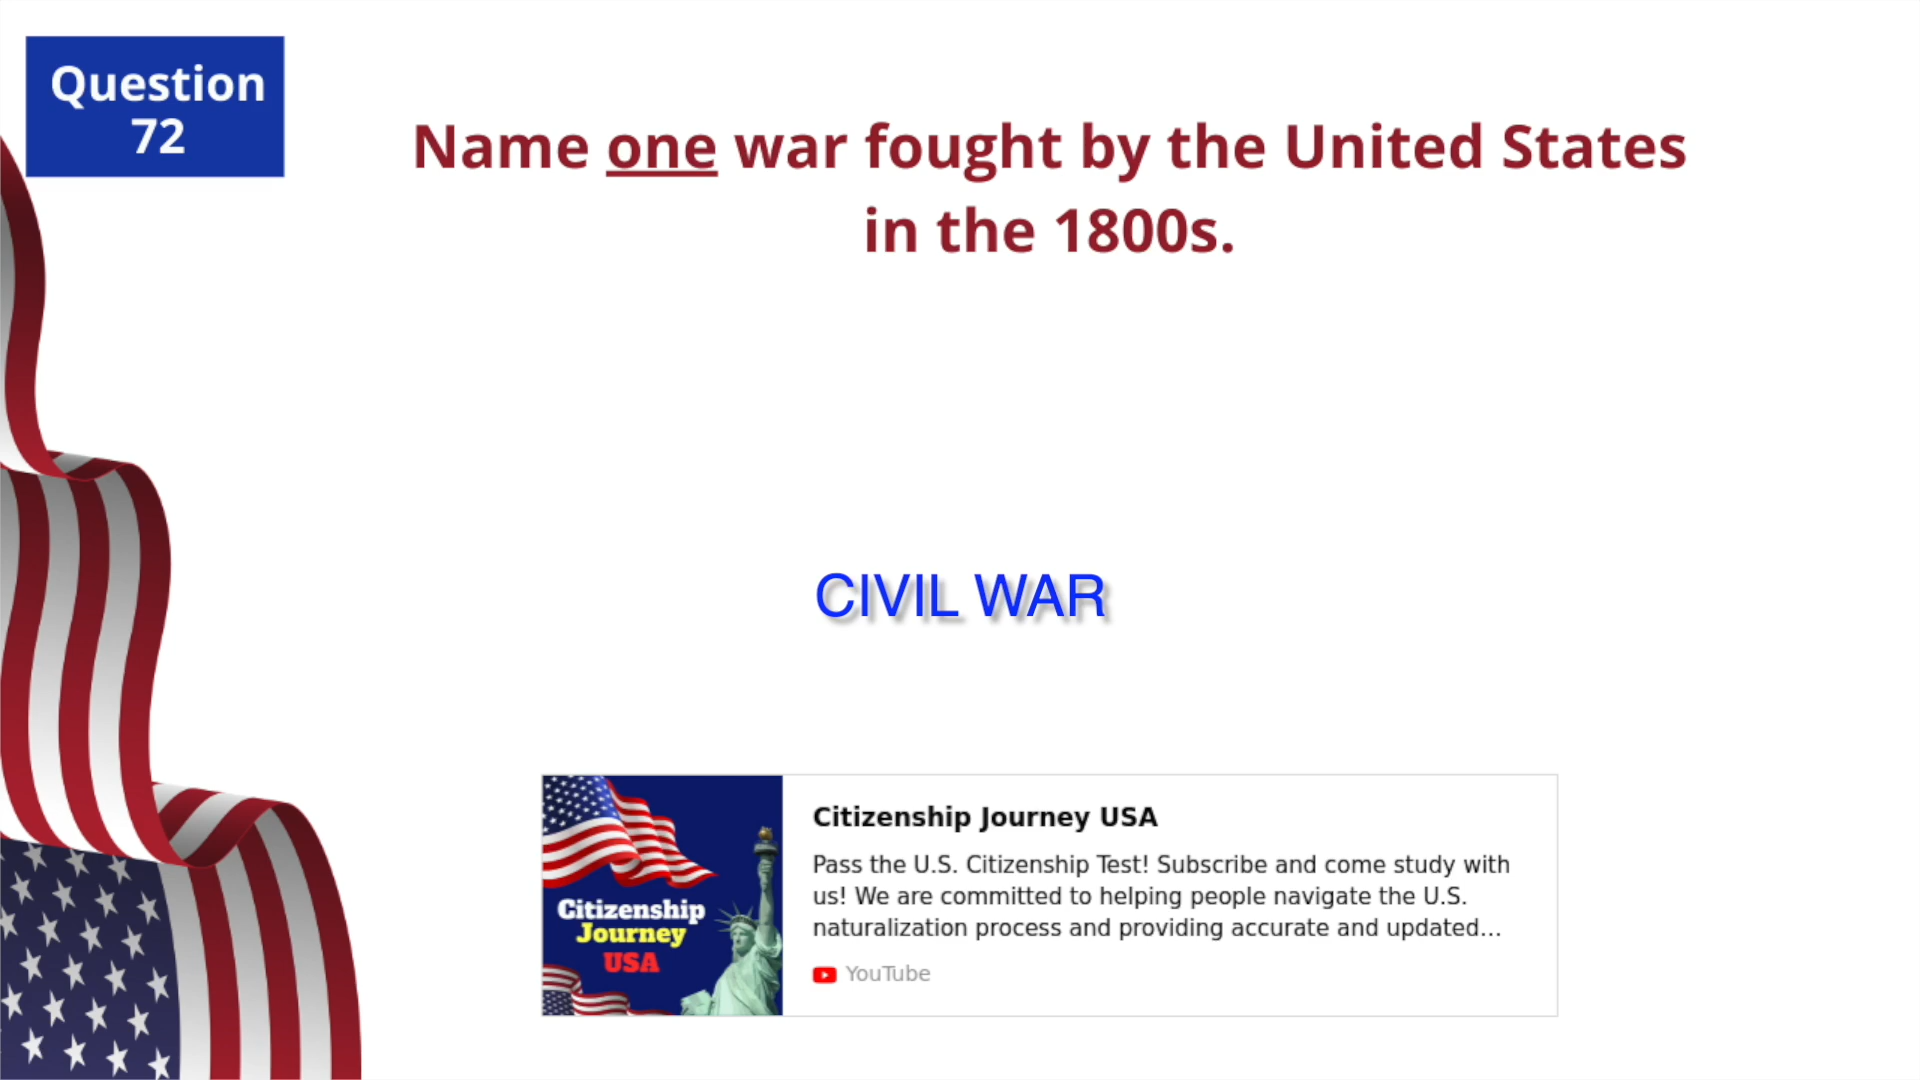 Question
72
Name one war fought by the United States
in the 1800s.
CIVIL WAR
Citizenship
Journey
USA
Citizenship Journey USA
Pass the U.S. Citizenship Test! Subscribe and come study with
us! We are committed to helping people navigate the U.S.
naturalization process and providing accurate and updated...
YouTube